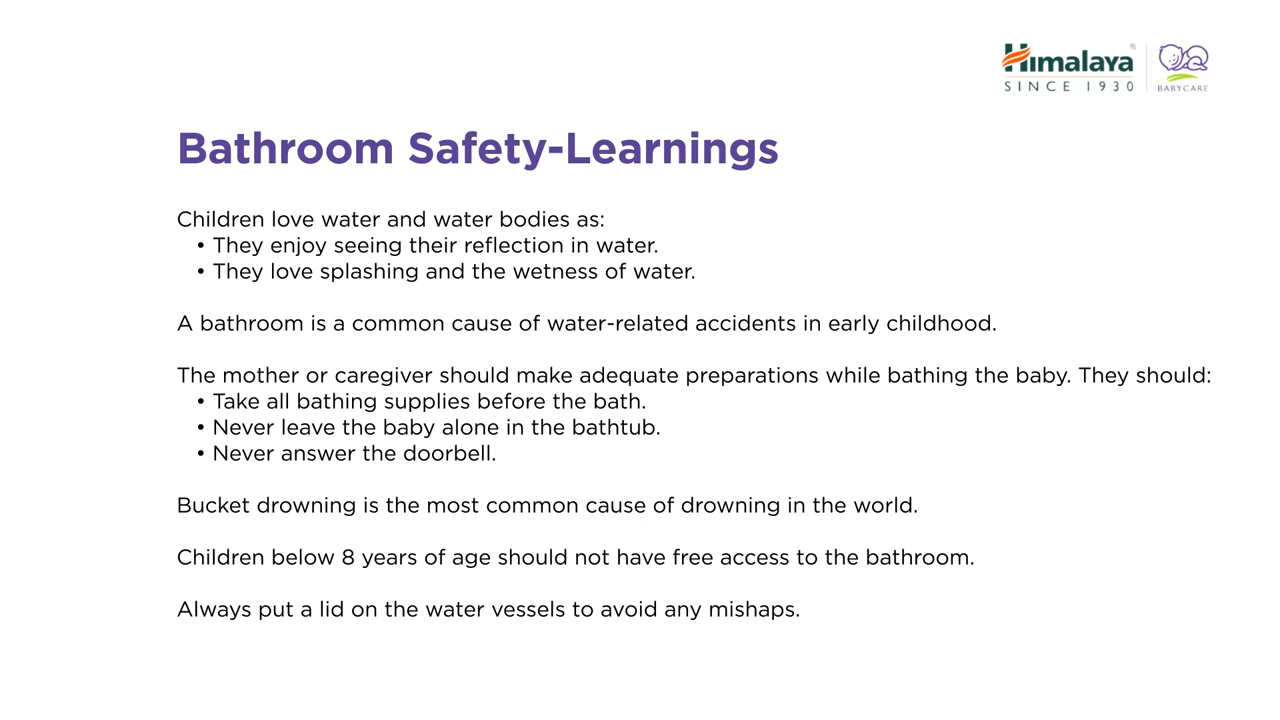 Himalaya®
SINCE 1930
BABYCARE
Bathroom Safety-Learnings
Children love water and water bodies as:
• They enjoy seeing their reflection in water.
• They love splashing and the wetness of water.
A bathroom is a common cause of water-related accidents in early childhood.
The mother or caregiver should make adequate preparations while bathing the baby. They should:
• Take all bathing supplies before the bath.
• Never leave the baby alone in the bathtub.
• Never answer the doorbell.
Bucket drowning is the most common cause of drowning in the world.
Children below 8 years of age should not have free access to the bathroom.
Always put a lid on the water vessels to avoid any mishaps.